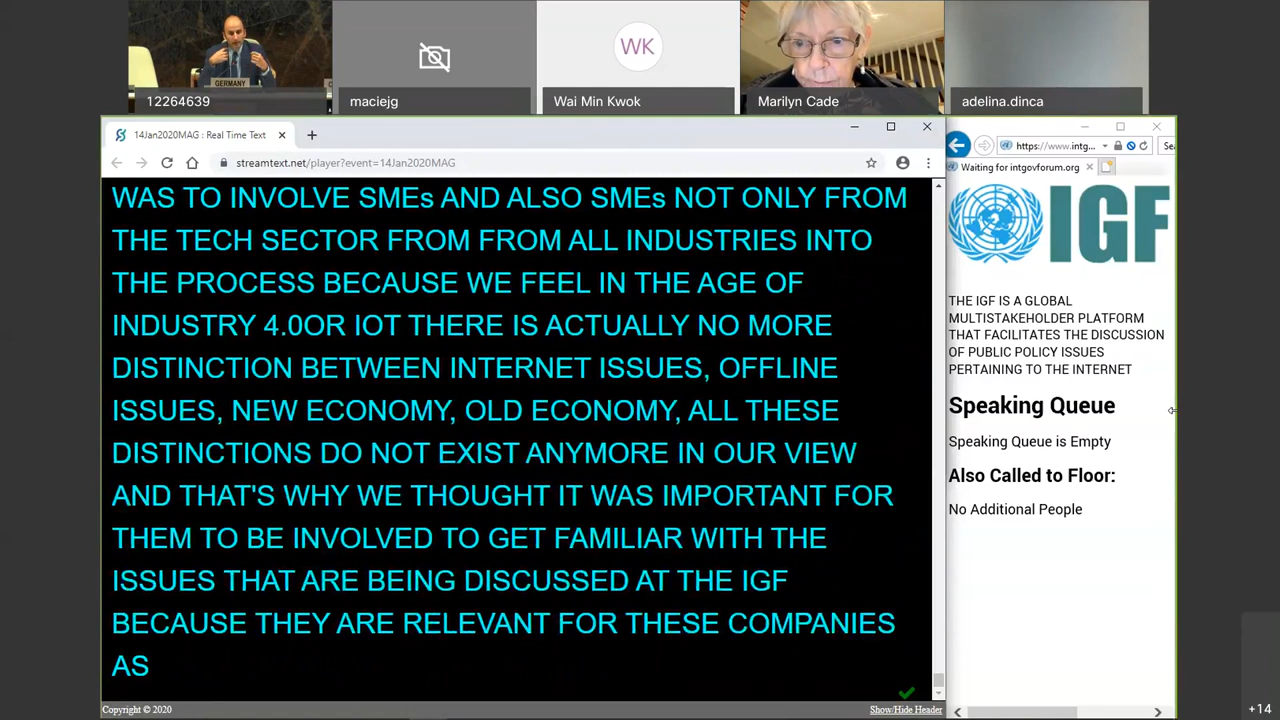 GERMANY
12264639
maciejg
WK
Wai Min Kwok
Marilyn Cade
adelina.dinca
14Jan2020MAG : Real Time Text
streamtext.net/player?event=14Jan2020MAG
WAS TO INVOLVE SMEs AND ALSO SMEs NOT ONLY FROM
THE TECH SECTOR FROM FROM ALL INDUSTRIES INTO
THE PROCESS BECAUSE WE FEEL IN THE AGE OF
INDUSTRY 4.0OR IOT THERE IS ACTUALLY NO MORE
DISTINCTION BETWEEN INTERNET ISSUES, OFFLINE
ISSUES, NEW ECONOMY, OLD ECONOMY, ALL THESE
DISTINCTIONS DO NOT EXIST ANYMORE IN OUR VIEW
AND THAT'S WHY WE THOUGHT IT WAS IMPORTANT FOR
THEM TO BE INVOLVED TO GET FAMILIAR WITH THE
ISSUES THAT ARE BEING DISCUSSED AT THE IGF
BECAUSE THEY ARE RELEVANT FOR THESE COMPANIES
AS
Copyright © 2020
Show/Hide Header
https://www.intg...
Sea
Waiting for intgovforum.org
IGF
THE IGF IS A GLOBAL
MULTISTAKEHOLDER PLATFORM
THAT FACILITATES THE DISCUSSION
OF PUBLIC POLICY ISSUES
PERTAINING TO THE INTERNET
Speaking Queue
Speaking Queue is Empty
Also Called to Floor:
No Additional People
+14